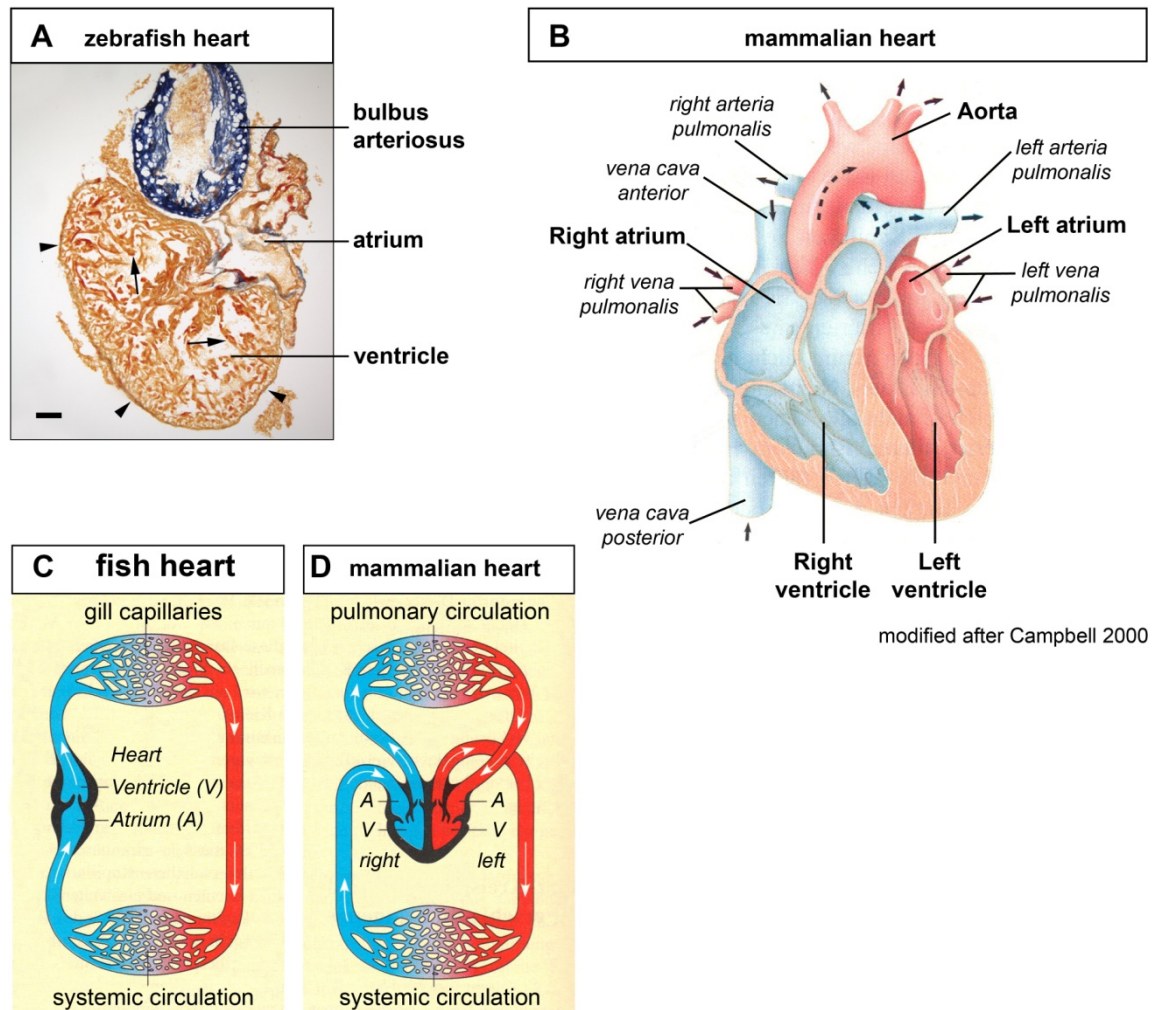 A zebrafish heart
bulbus
arteriosus
atrium
ventricle
B mammalian heart
right arteria
pulmonalis
Aorta
vena cava
anterior
left arteria
pulmonalis
Right atrium
Left atrium
right vena
pulmonalis
left vena
pulmonalis
vena cava
posterior
Right
ventricle
Left
ventricle
modified after Campbell 2000
C fish heart
gill capillaries
Heart
Ventricle (V)
Atrium (A)
systemic circulation
D mammalian heart
pulmonary circulation
A A
V V
right left
systemic circulation